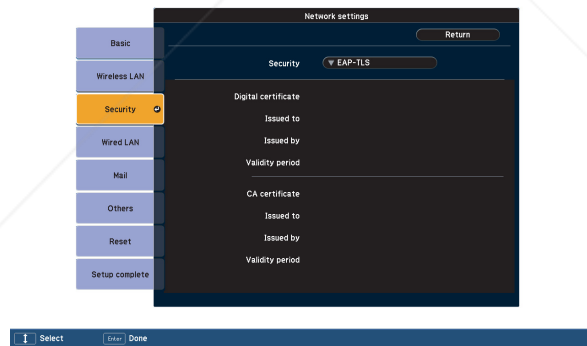 Network settings
Return
Basic
Security ▼ EAP-TLS
Wireless LAN
Digital certificate
Security
Issued to
Issued by
Wired LAN
Validity period
Mail
CA certificate
Others
Issued to
Issued by
Reset
Validity period
Setup complete
Select Enter Done